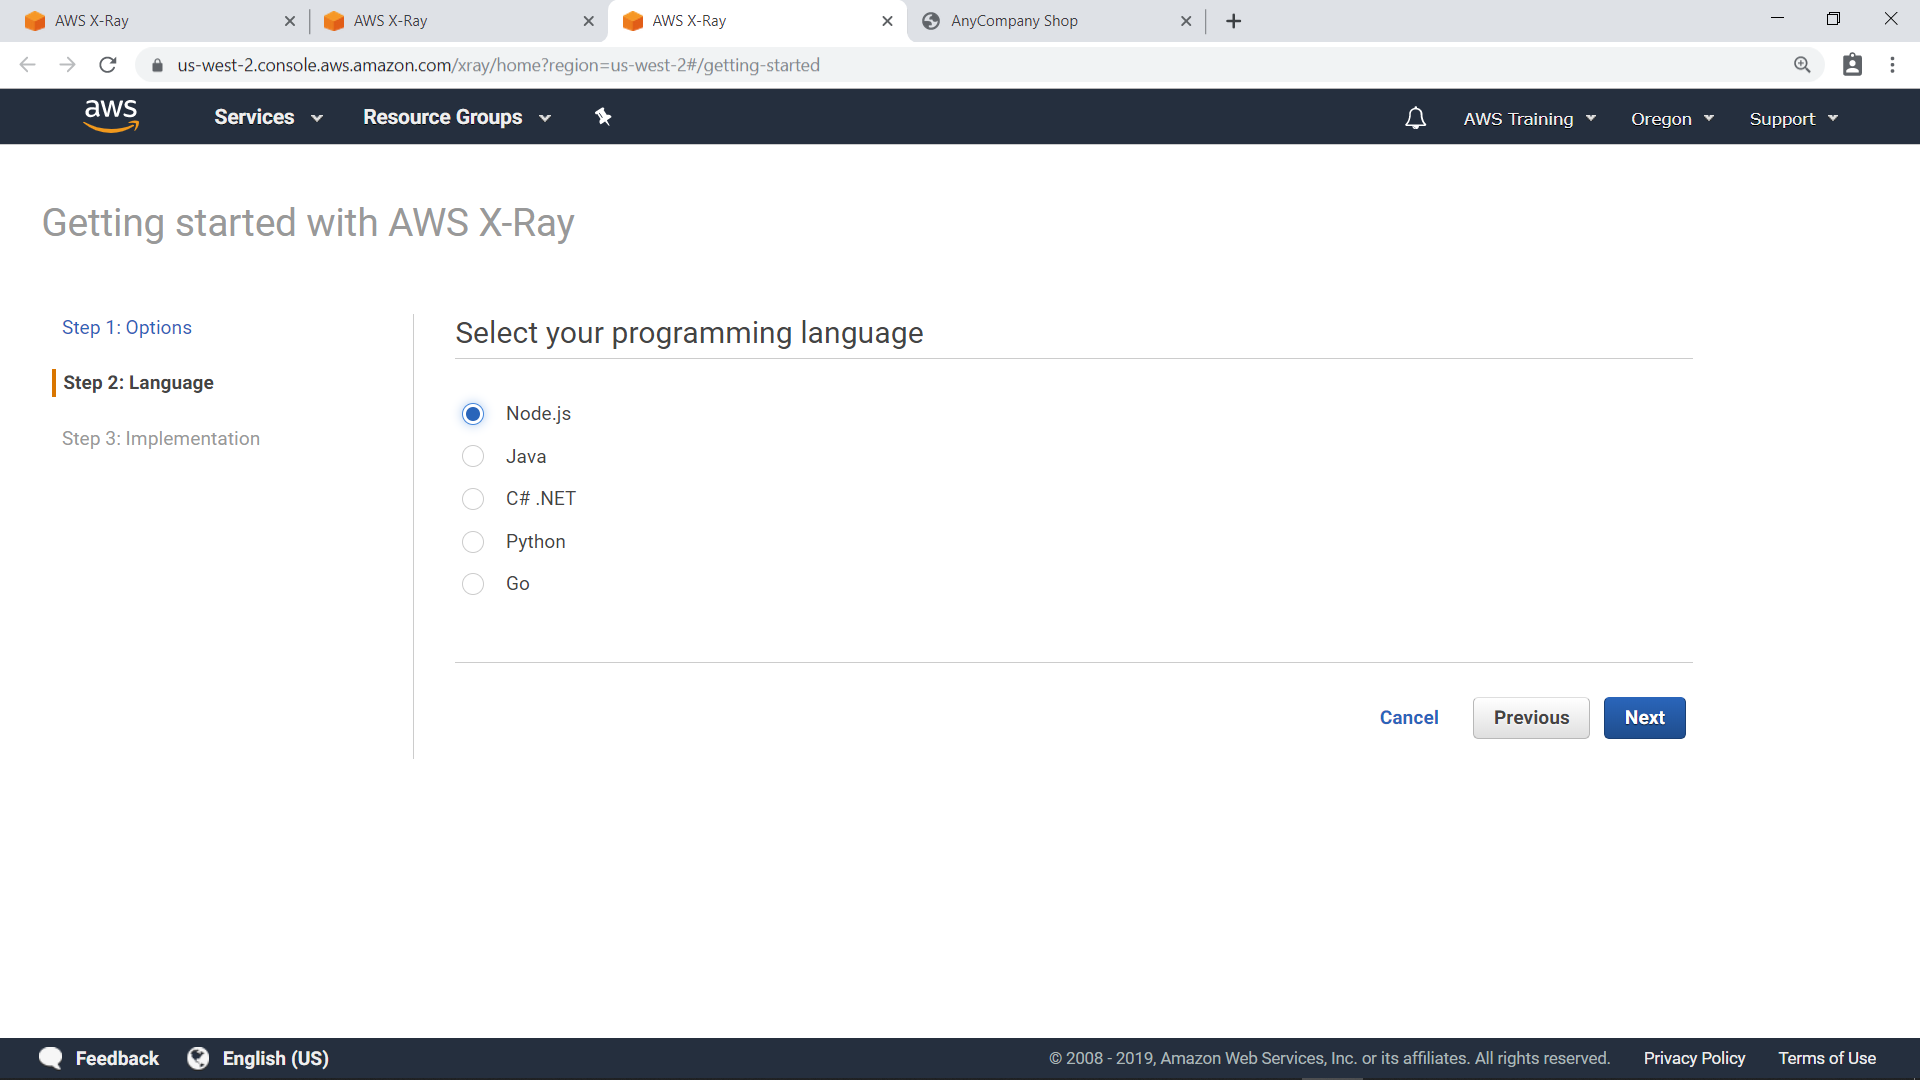 AWS X-Ray
AWS X-Ray
AWS X-Ray
AnyCompany Shop
us-west-2.console.aws.amazon.com/xray/home?region=us-west-2#/getting-started
aws
Services
Resource Groups
AWS Training
Oregon
Support
Getting started with AWS X-Ray
Step 1: Options
Step 2: Language
Step 3: Implementation
Select your programming language
Node.js
Java
C# .NET
Python
Go
Cancel
Previous
Next
Feedback
English (US)
© 2008 - 2019, Amazon Web Services, Inc. or its affiliates. All rights reserved.
Privacy Policy
Terms of Use